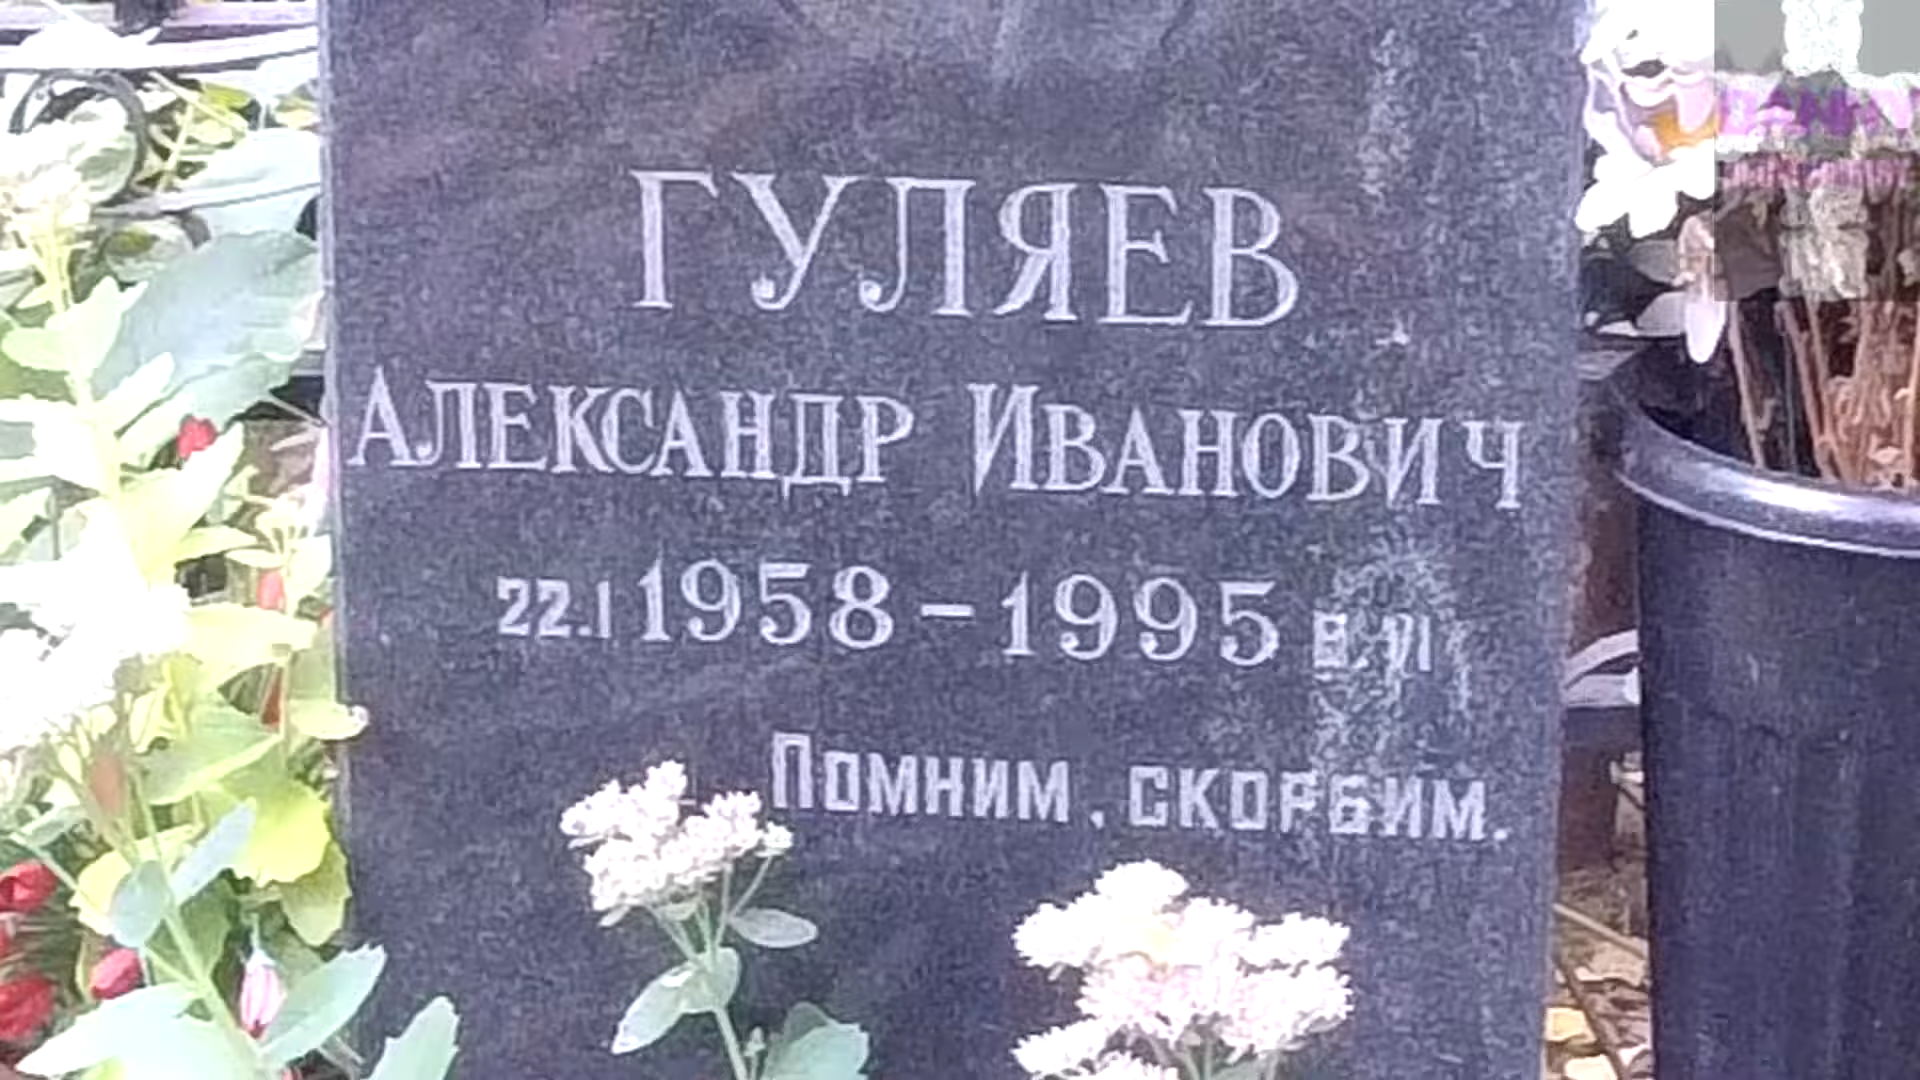 ГУЛЯЕВ
АЛЕКСАНДР ИВАНОВИЧ
22.I 1958 – 1995
ПОМНИМ, СКОРБИМ.